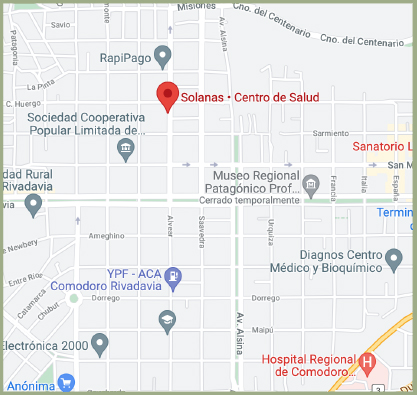 Misiones
Cno. del Centenario
Cno. del Centenario
Patagonia
Savio
Av. Alsina
RapiPago
La Pinta
C. Huergo
Solanas • Centro de Salud
Sociedad Cooperativa
Popular Limitada de...
Sarmiento
Sanatorio L
San M
dad Rural
Rivadavia
via
Museo Regional
Patagónico Prof...
Cerrado temporalmente
Francia
Italia
España
Termin
Alvear
Saavedra
Urquiza
Ameghino
Newbery
Entre Ríos
Catamarca
Chubut
YPF - ACA
Comodoro Rivadavia
Diagnos Centro
Médico y Bioquímico
Dorrego
Dorrego
Av. Alsina
Maipú
Electrónica 2000
Hospital Regional
de Comodoro...
H
Anónima
3